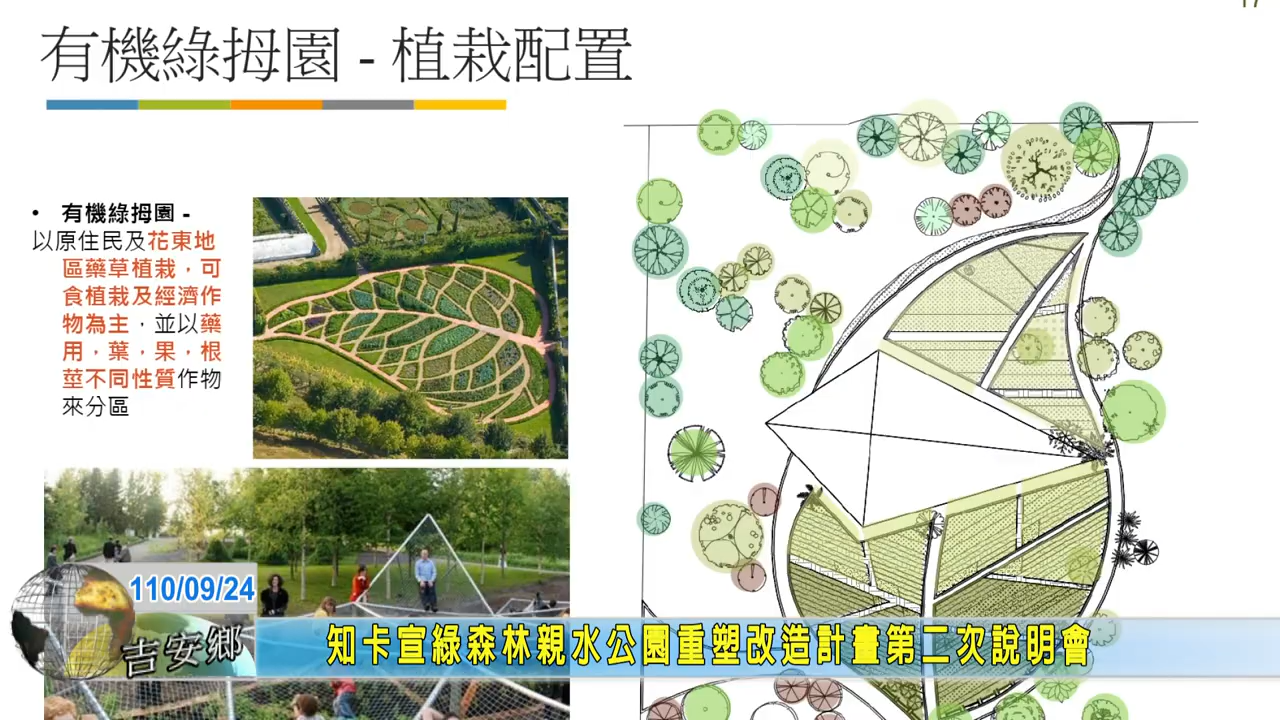 有機綠拇園 - 植栽配置
• 有機綠拇園 -
以原住民及花東地
區藥草植栽，可
食植栽及經濟作
物為主，並以藥
用，葉，果，根
莖不同性質作物
來分區
110/09/24
吉安鄉
知卡宣綠森林親水公園重塑改造計畫第二次說明會